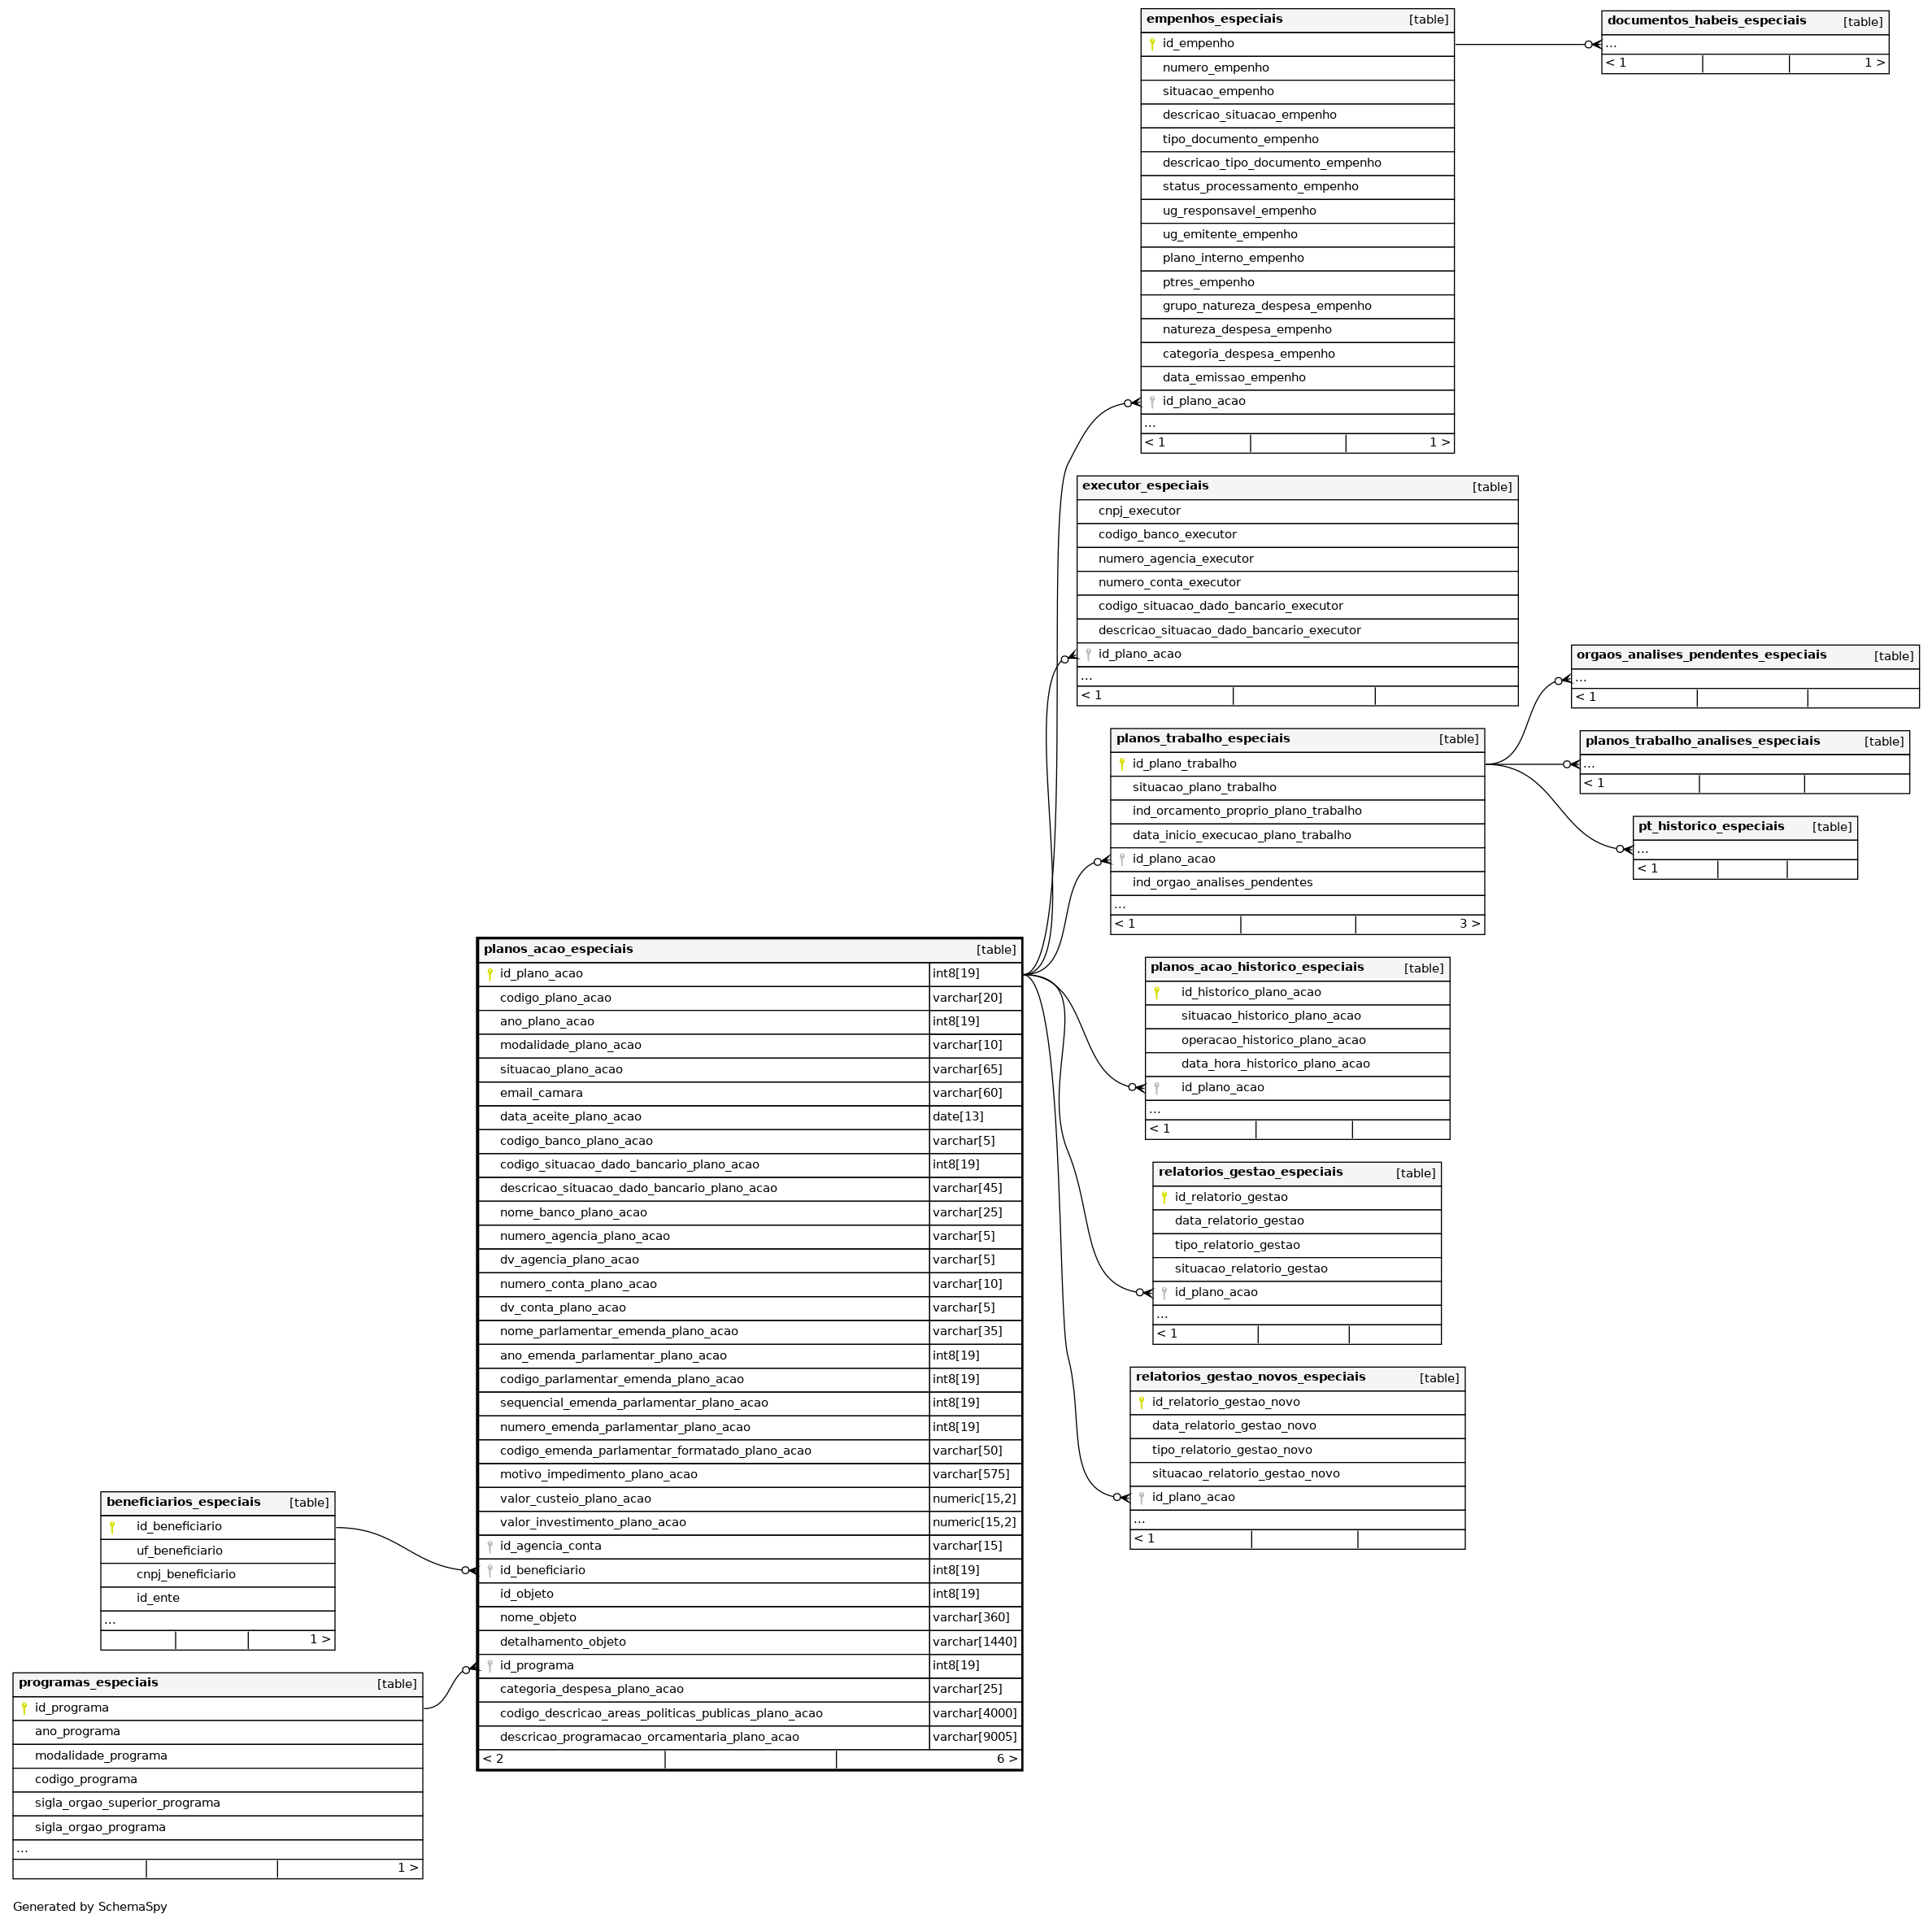 empenhos_especiais [table]
id_empenho
numero_empenho
situacao_empenho
descricao_situacao_empenho
tipo_documento_empenho
descricao_tipo_documento_empenho
status_processamento_empenho
ug_responsavel_empenho
ug_emitente_empenho
plano_interno_empenho
ptres_empenho
grupo_natureza_despesa_empenho
natureza_despesa_empenho
categoria_despesa_empenho
data_emissao_empenho
id_plano_acao
...
< 1 1 >
documentos_habeis_especiais [table]
...
< 1 1 >
executor_especiais [table]
cnpj_executor
codigo_banco_executor
numero_agencia_executor
numero_conta_executor
codigo_situacao_dado_bancario_executor
descricao_situacao_dado_bancario_executor
id_plano_acao
...
< 1
orgaos_analises_pendentes_especiais [table]
...
< 1
planos_trabalho_especiais [table]
id_plano_trabalho
situacao_plano_trabalho
ind_orcamento_proprio_plano_trabalho
data_inicio_execucao_plano_trabalho
id_plano_acao
ind_orgao_analises_pendentes
...
< 1 3 >
planos_trabalho_analises_especiais [table]
...
< 1
pt_historico_especiais [table]
...
< 1
planos_acao_especiais [table]
id_plano_acao int8[19]
codigo_plano_acao varchar[20]
ano_plano_acao int8[19]
modalidade_plano_acao varchar[10]
situacao_plano_acao varchar[65]
email_camara varchar[60]
data_aceite_plano_acao date[13]
codigo_banco_plano_acao varchar[5]
codigo_situacao_dado_bancario_plano_acao int8[19]
descricao_situacao_dado_bancario_plano_acao varchar[45]
nome_banco_plano_acao varchar[25]
numero_agencia_plano_acao varchar[5]
dv_agencia_plano_acao varchar[5]
numero_conta_plano_acao varchar[10]
dv_conta_plano_acao varchar[5]
nome_parlamentar_emenda_plano_acao varchar[35]
ano_emenda_parlamentar_plano_acao int8[19]
codigo_parlamentar_emenda_plano_acao int8[19]
sequencial_emenda_parlamentar_plano_acao int8[19]
numero_emenda_parlamentar_plano_acao int8[19]
codigo_emenda_parlamentar_formatado_plano_acao varchar[50]
motivo_impedimento_plano_acao varchar[575]
valor_custeio_plano_acao numeric[15,2]
valor_investimento_plano_acao numeric[15,2]
id_agencia_conta varchar[15]
id_beneficiario int8[19]
id_objeto int8[19]
nome_objeto varchar[360]
detalhamento_objeto varchar[1440]
id_programa int8[19]
categoria_despesa_plano_acao varchar[25]
codigo_descricao_areas_politicas_publicas_plano_acao varchar[4000]
descricao_programacao_orcamentaria_plano_acao varchar[9005]
< 2 6 >
planos_acao_historico_especiais [table]
id_historico_plano_acao
situacao_historico_plano_acao
operacao_historico_plano_acao
data_hora_historico_plano_acao
id_plano_acao
...
< 1
relatorios_gestao_especiais [table]
id_relatorio_gestao
data_relatorio_gestao
tipo_relatorio_gestao
situacao_relatorio_gestao
id_plano_acao
...
< 1
relatorios_gestao_novos_especiais [table]
id_relatorio_gestao_novo
data_relatorio_gestao_novo
tipo_relatorio_gestao_novo
situacao_relatorio_gestao_novo
id_plano_acao
...
< 1
beneficiarios_especiais [table]
id_beneficiario
uf_beneficiario
cnpj_beneficiario
id_ente
...
1 >
programas_especiais [table]
id_programa
ano_programa
modalidade_programa
codigo_programa
sigla_orgao_superior_programa
sigla_orgao_programa
...
1 >
Generated by SchemaSpy